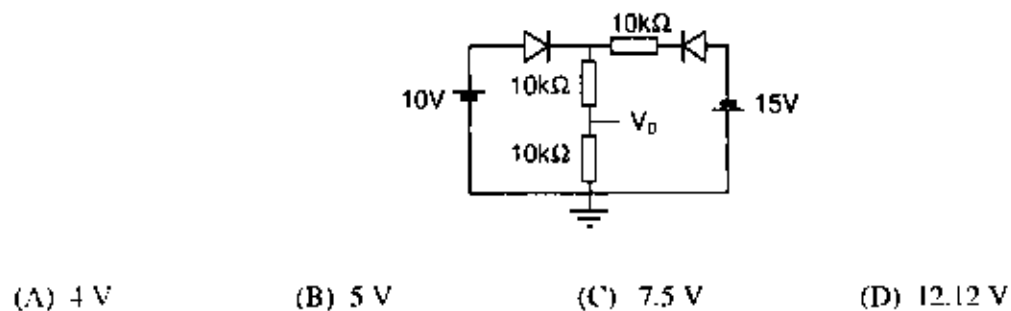 10kΩ
10kΩ
10V
15V
V₀
10kΩ
(A) 4 V (B) 5 V (C) 7.5 V (D) 12.12 V